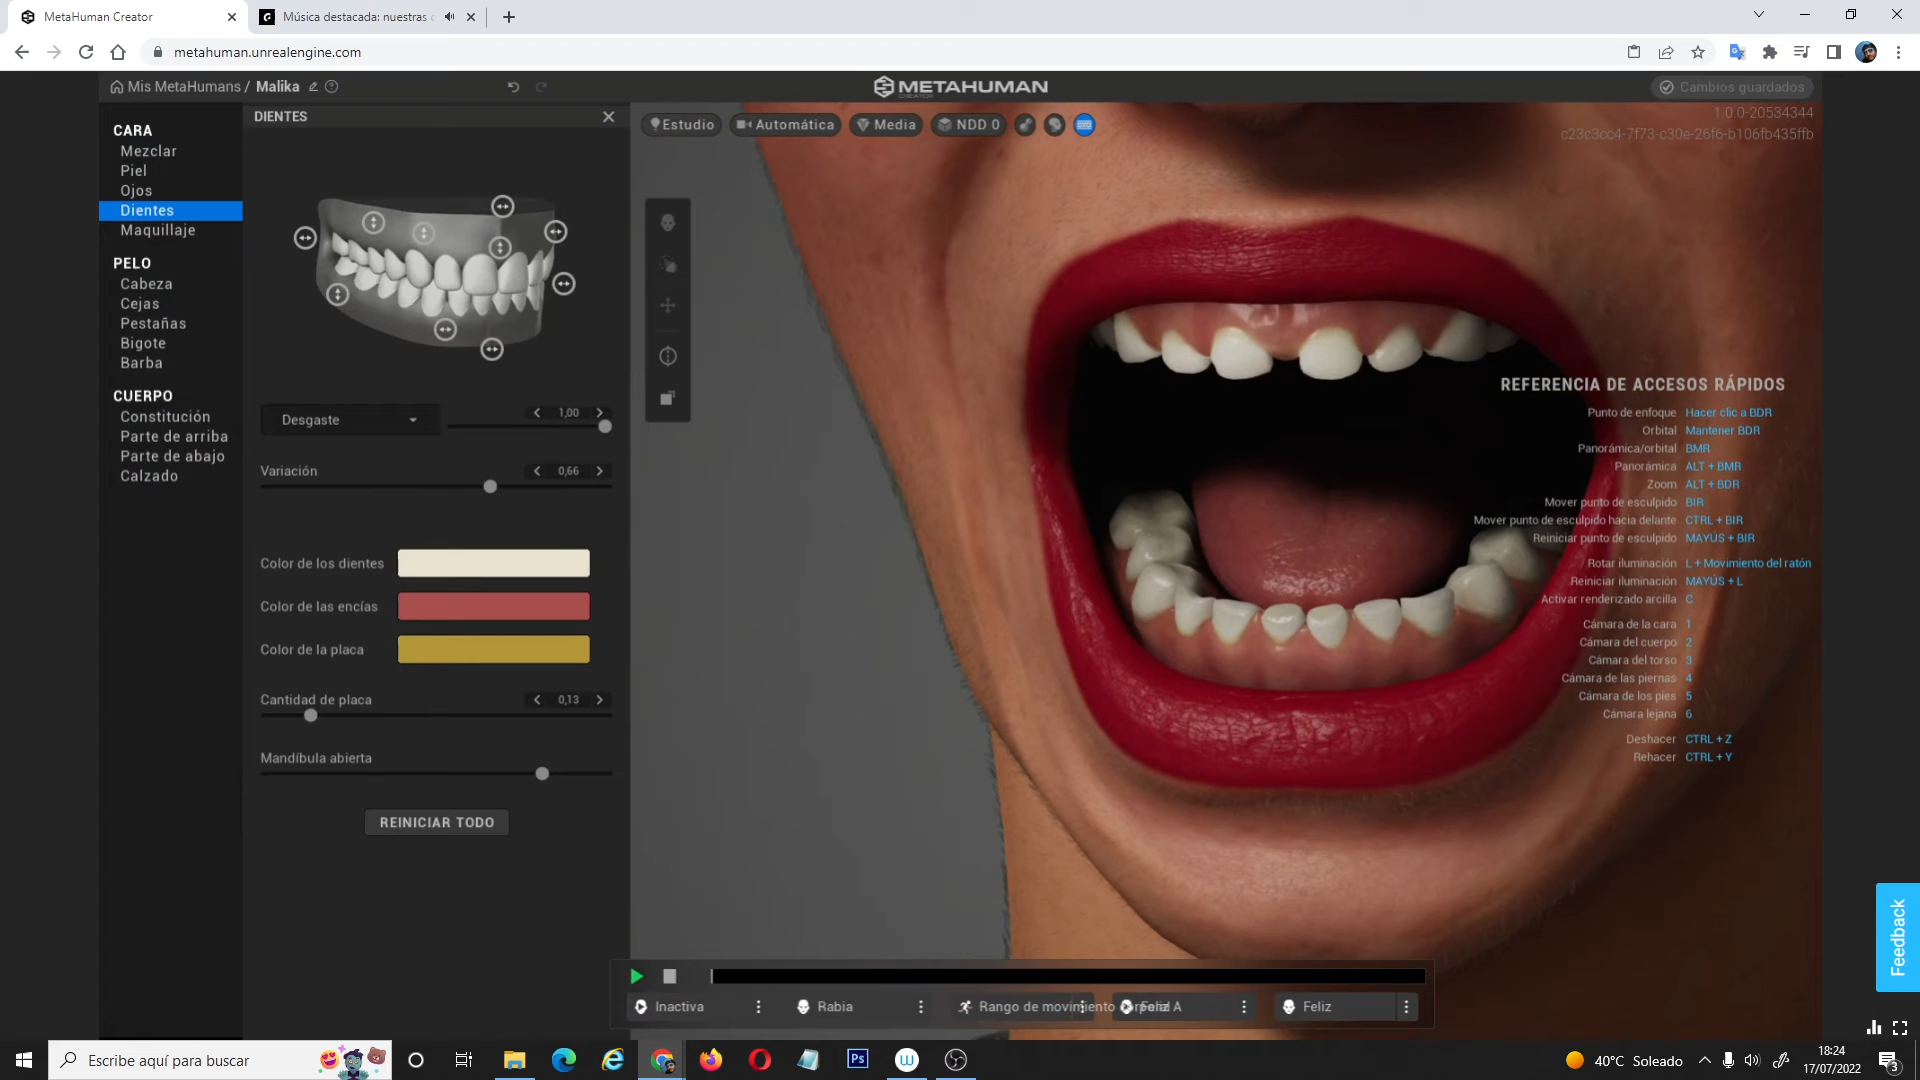 MetaHuman Creator
Música destacada: nuestras c
metahuman.unrealengine.com
Mis MetaHumans / Malika
METAHUMAN
CREATOR
Cambios guardados
CARA
Mezclar
Piel
Ojos
Dientes
Maquillaje
PELO
Cabeza
Cejas
Pestañas
Bigote
Barba
CUERPO
Constitución
Parte de arriba
Parte de abajo
Calzado
DIENTES
Desgaste
1,00
Variación
0,66
Color de los dientes
Color de las encías
Color de la placa
Cantidad de placa
0,13
Mandíbula abierta
REINICIAR TODO
Estudio
Automática
Media
NDD 0
1.0.0-20534344
c23c3cc4-7f73-c30e-26f6-b106fb435ffb
REFERENCIA DE ACCESOS RÁPIDOS
Punto de enfoque Hacer clic a BDR
Orbital Mantener BDR
Panorámica/orbital BMR
Panorámica ALT + BMR
Zoom ALT + BDR
Mover punto de esculpido BIR
Mover punto de esculpido hacia delante CTRL + BIR
Reiniciar punto de esculpido MAYÚS + BIR
Rotar iluminación L + Movimiento del ratón
Reiniciar iluminación MAYÚS + L
Activar renderizado arcilla C
Cámara de la cara 1
Cámara del cuerpo 2
Cámara del torso 3
Cámara de las piernas 4
Cámara de los pies 5
Cámara lejana 6
Deshacer CTRL + Z
Rehacer CTRL + Y
Feedback
Inactiva
Rabia
Rango de movimiento corporal
Feliz A
Feliz
Escribe aquí para buscar
Ps
40°C Soleado
18:24
17/07/2022
3